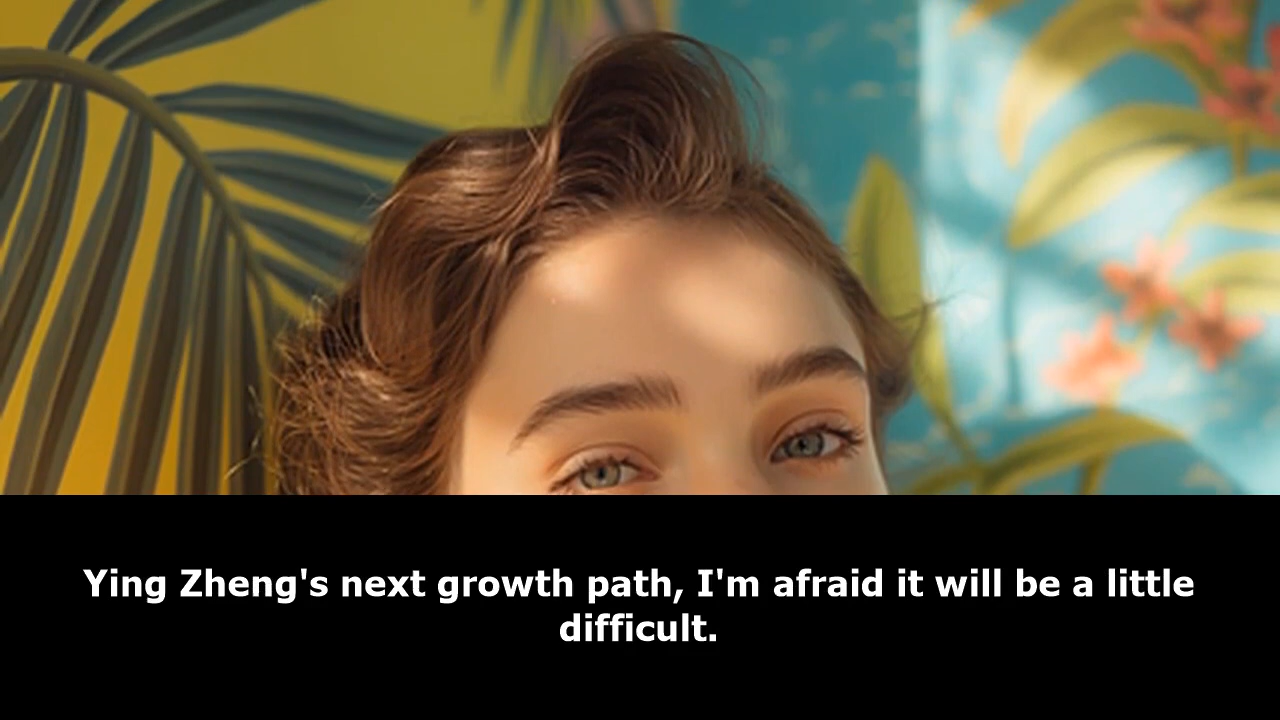 Ying Zheng's next growth path, I'm afraid it will be a little
difficult.